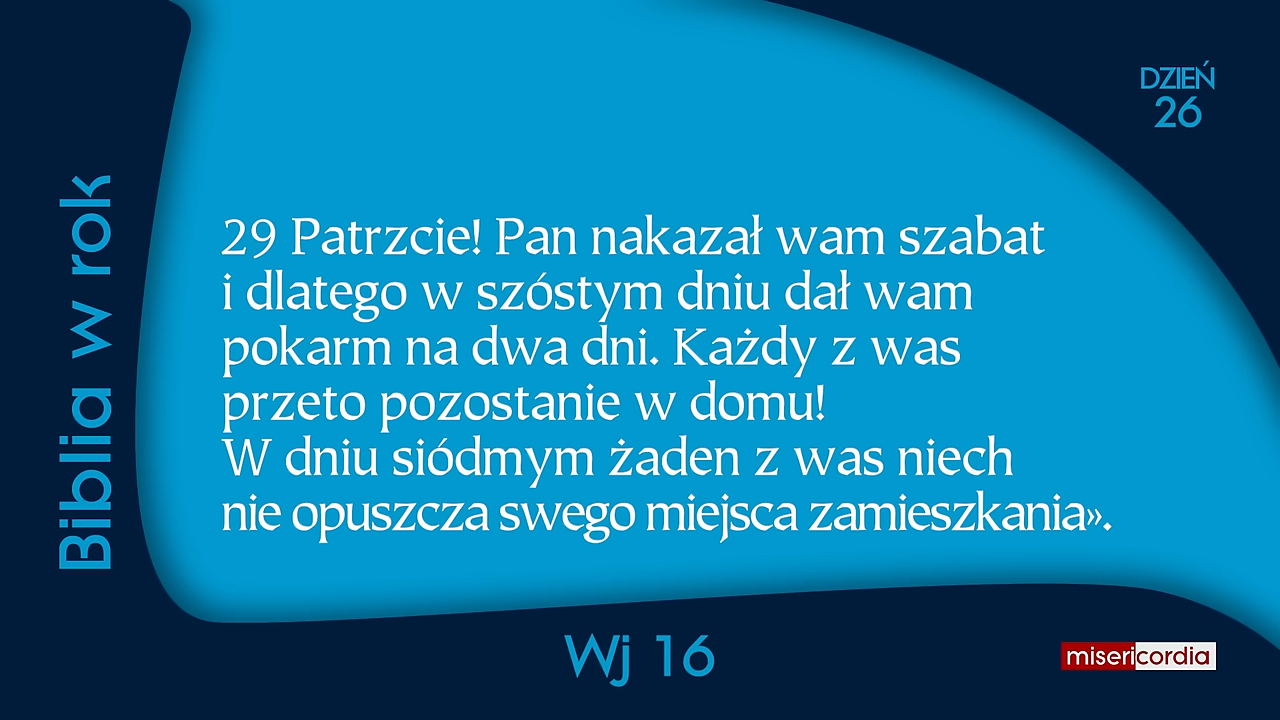 DZIEŃ
26
Biblia w rok
29 Patrzcie! Pan nakazał wam szabat
i dlatego w szóstym dniu dał wam
pokarm na dwa dni. Każdy z was
przeto pozostanie w domu!
W dniu siódmym żaden z was niech
nie opuszcza swego miejsca zamieszkania».
Wj 16
misericordia